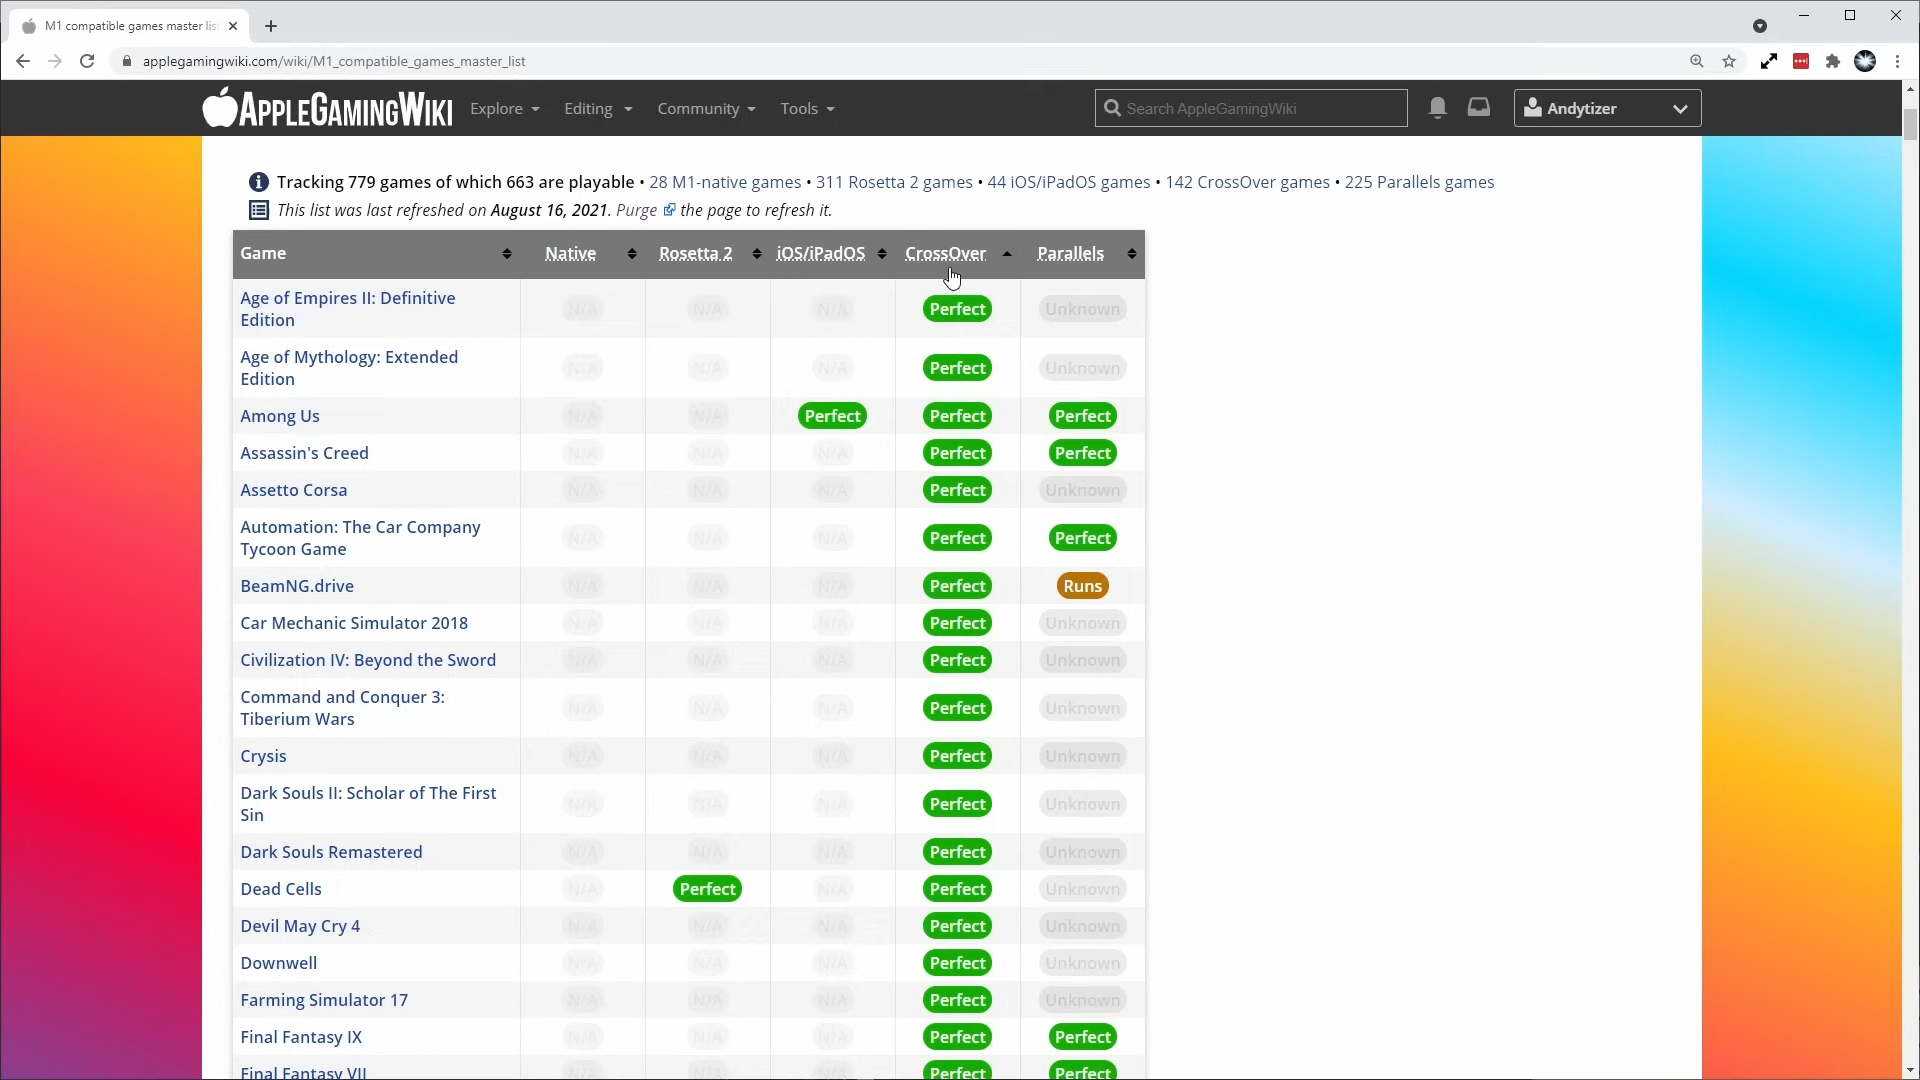 M1 compatible games master lis
applegamingwiki.com/wiki/M1_compatible_games_master_list
APPLEGAMINGWIKI Explore Editing Community Tools Search AppleGamingWiki Andytizer
Tracking 779 games of which 663 are playable • 28 M1-native games • 311 Rosetta 2 games • 44 iOS/iPadOS games • 142 CrossOver games • 225 Parallels games
This list was last refreshed on August 16, 2021. Purge the page to refresh it.
Game Native Rosetta 2 iOS/iPadOS CrossOver Parallels
Age of Empires II: Definitive
Edition N/A N/A N/A Perfect Unknown
Age of Mythology: Extended
Edition N/A N/A N/A Perfect Unknown
Among Us N/A N/A Perfect Perfect Perfect
Assassin's Creed N/A N/A N/A Perfect Perfect
Assetto Corsa N/A N/A N/A Perfect Unknown
Automation: The Car Company
Tycoon Game N/A N/A N/A Perfect Perfect
BeamNG.drive N/A N/A N/A Perfect Runs
Car Mechanic Simulator 2018 N/A N/A N/A Perfect Unknown
Civilization IV: Beyond the Sword N/A N/A N/A Perfect Unknown
Command and Conquer 3:
Tiberium Wars N/A N/A N/A Perfect Unknown
Crysis N/A N/A N/A Perfect Unknown
Dark Souls II: Scholar of The First
Sin N/A N/A N/A Perfect Unknown
Dark Souls Remastered N/A N/A N/A Perfect Unknown
Dead Cells N/A Perfect N/A Perfect Unknown
Devil May Cry 4 N/A N/A N/A Perfect Unknown
Downwell N/A N/A N/A Perfect Unknown
Farming Simulator 17 N/A N/A N/A Perfect Unknown
Final Fantasy IX N/A N/A N/A Perfect Perfect
Final Fantasy VII N/A N/A N/A Perfect Perfect